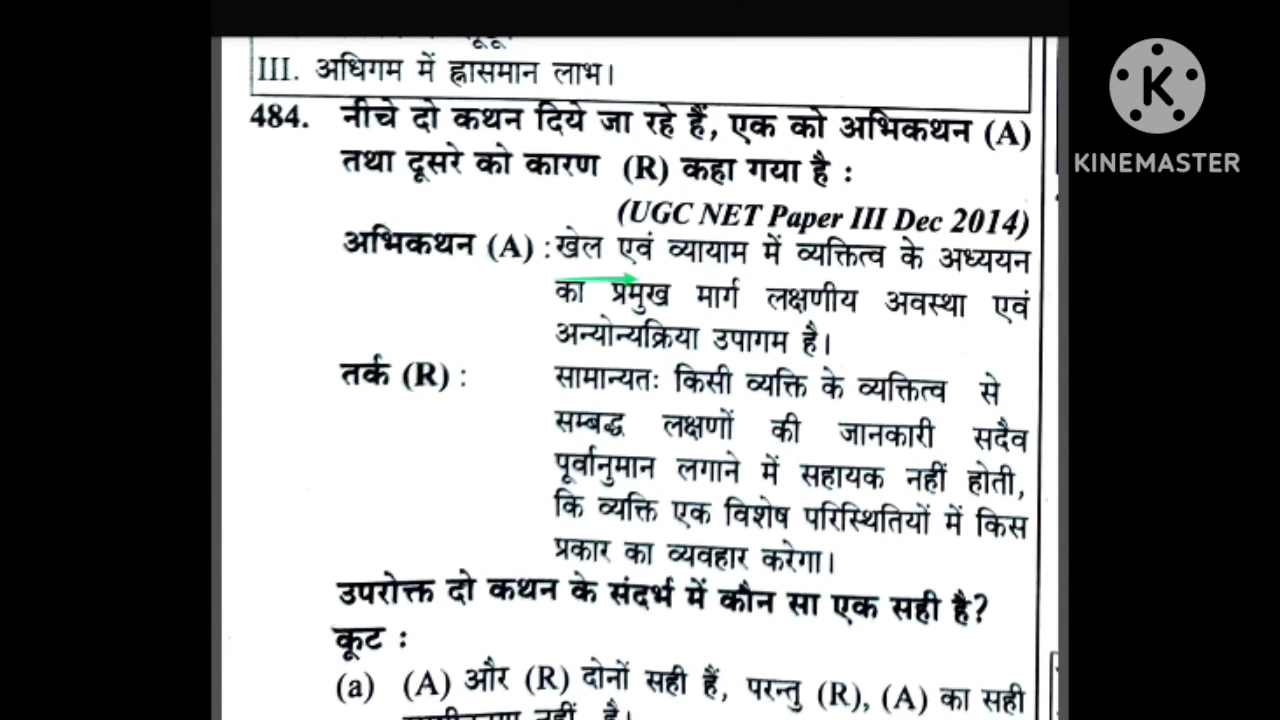 III. अधिगम में ह्रासमान लाभ।
484. नीचे दो कथन दिये जा रहे हैं, एक को अभिकथन (A)
तथा दूसरे को कारण (R) कहा गया है :
(UGC NET Paper III Dec 2014)
अभिकथन (A) : खेल एवं व्यायाम में व्यक्तित्व के अध्ययन
का प्रमुख मार्ग लक्षणीय अवस्था एवं
अन्योन्यक्रिया उपागम है।
तर्क (R) : सामान्यतः किसी व्यक्ति के व्यक्तित्व से
सम्बद्ध लक्षणों की जानकारी सदैव
पूर्वानुमान लगाने में सहायक नहीं होती,
कि व्यक्ति एक विशेष परिस्थितियों में किस
प्रकार का व्यवहार करेगा।
उपरोक्त दो कथन के संदर्भ में कौन सा एक सही है?
कूट :
(a) (A) और (R) दोनों सही हैं, परन्तु (R), (A) का सही
नहीं है।
K
KINEMASTER